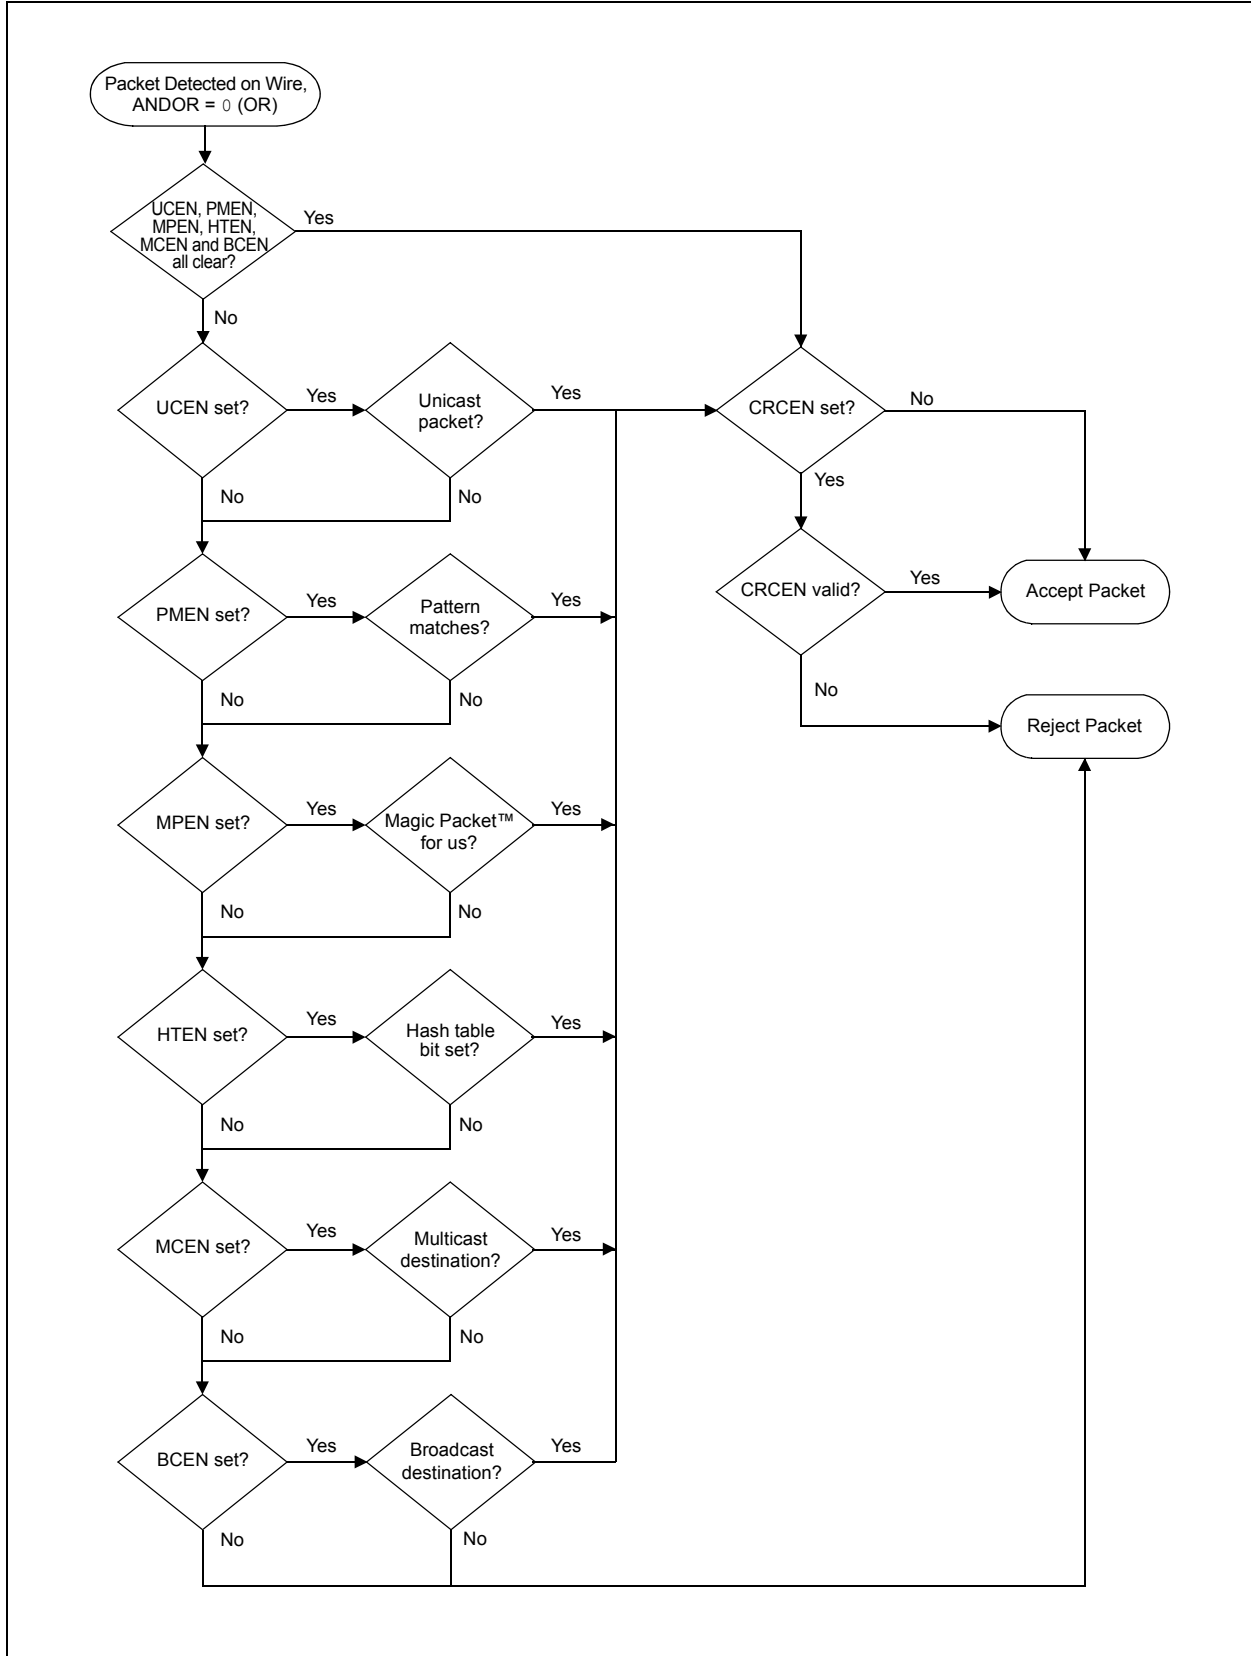 Packet Detected on Wire,
ANDOR = 0 (OR)
UCEN, PMEN,
MPEN, HTEN,
MCEN and BCEN
all clear?
Yes
No
UCEN set?
Yes
Unicast
packet?
Yes
CRCEN set?
No
No
No
Yes
PMEN set?
Yes
Pattern
matches?
Yes
CRCEN valid?
Yes
Accept Packet
No
No
No
Reject Packet
MPEN set?
Yes
Magic Packet™
for us?
Yes
No
No
HTEN set?
Yes
Hash table
bit set?
Yes
No
No
MCEN set?
Yes
Multicast
destination?
Yes
No
No
BCEN set?
Yes
Broadcast
destination?
Yes
No
No